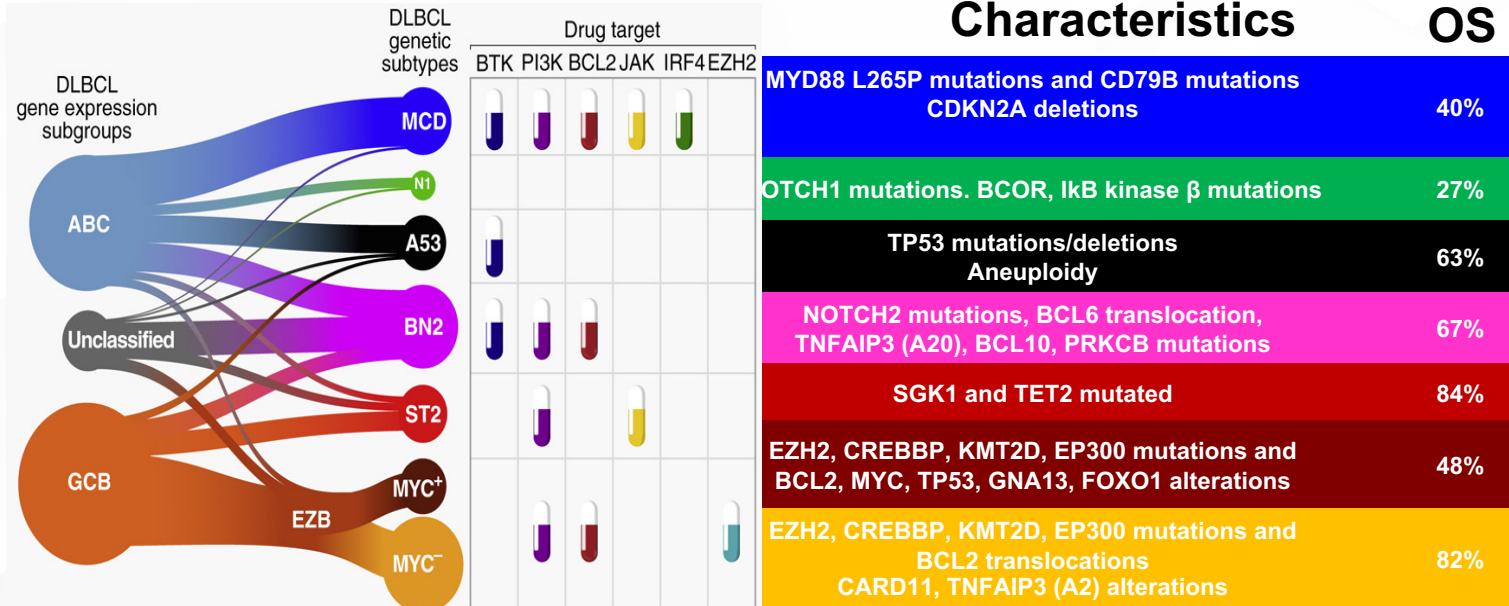 DLBCL
gene expression
subgroups
DLBCL
genetic
subtypes
Drug target
BTK PI3K BCL2 JAK IRF4 EZH2
Characteristics
OS
ABC
Unclassified
GCB
EZB
MCD
N1
A53
BN2
ST2
MYC⁺
MYC⁻
MYD88 L265P mutations and CD79B mutations
CDKN2A deletions
40%
OTCH1 mutations. BCOR, IkB kinase β mutations
27%
TP53 mutations/deletions
Aneuploidy
63%
NOTCH2 mutations, BCL6 translocation,
TNFAIP3 (A20), BCL10, PRKCB mutations
67%
SGK1 and TET2 mutated
84%
EZH2, CREBBP, KMT2D, EP300 mutations and
BCL2, MYC, TP53, GNA13, FOXO1 alterations
48%
EZH2, CREBBP, KMT2D, EP300 mutations and
BCL2 translocations
CARD11, TNFAIP3 (A2) alterations
82%